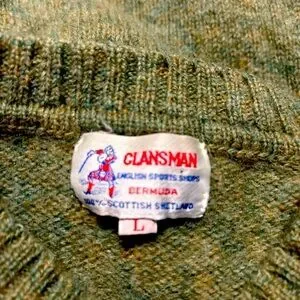 CLANSMAN
ENGLISH SPORTS SHOPS
BERMUDA
100% SCOTTISH SHETLAND
L